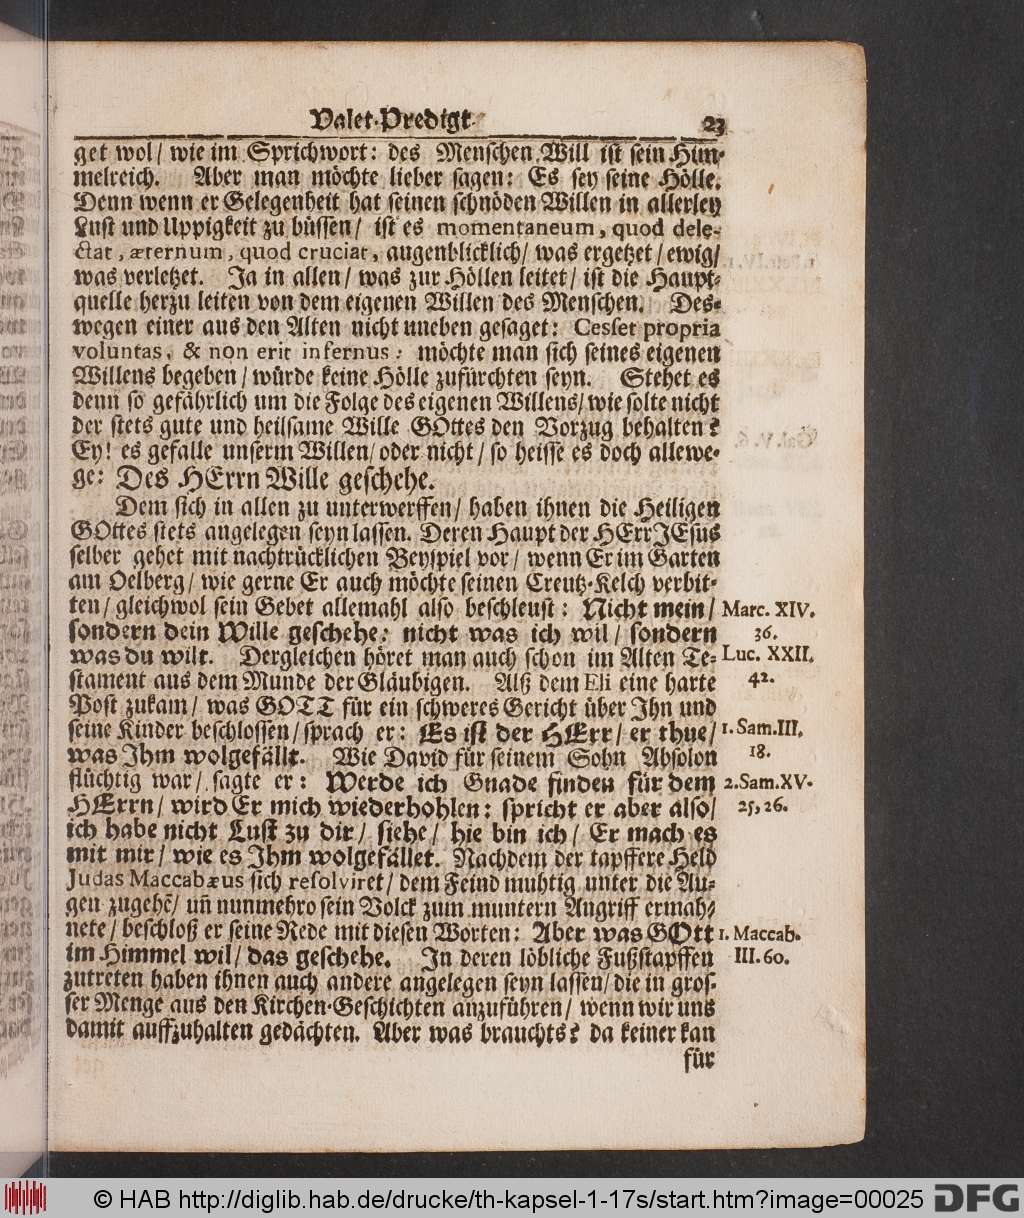 Valet-Predigt. 23
get wol/ wie im Sprichwort: des Menschen Will ist sein Him-
melreich. Aber man möchte lieber sagen: Es sey seine Hölle.
Denn wenn er Gelegenheit hat seinen schnöden Willen in allerley
Lust und Uppigkeit zu büssen/ ist es momentaneum, quod dele-
ctat, æternum, quod cruciat, augenblicklich/ was ergetzet/ ewig/
was verletzet. Ja in allen/ was zur Höllen leitet/ ist die Haupt-
quelle herzu leiten von dem eigenen Willen des Menschen. Des-
wegen einer aus den Alten nicht uneben gesaget: Cesset propria
voluntas, & non erit infernus: möchte man sich seines eigenen
Willens begeben/ würde keine Hölle zufürchten seyn. Stehet es
denn so gefährlich um die Folge des eigenen Willens/ wie solte nicht
der stets gute und heilsame Wille GOttes den Vorzug behalten?
Ey! es gefalle unserm Willen/ oder nicht/ so heisse es doch allewe-
ge: Des HErrn Wille geschehe.
Dem sich in allen zu unterwerffen/ haben ihnen die Heiligen
GOttes stets angelegen seyn lassen. Deren Haupt der HErr JEsus
selber gehet mit nachtrücklichen Beyspiel vor/ wenn Er im Garten
am Oelberg/ wie gerne Er auch möchte seinen Creutz-Kelch verbit-
ten/ gleichwol sein Gebet allemahl also beschleust: Nicht mein/ Marc. XIV.
sondern dein Wille geschehe: nicht was ich wil/ sondern 36.
was du wilt. Dergleichen höret man auch schon im Alten Te- Luc. XXII.
stament aus dem Munde der Gläubigen. Alß dem Eli eine harte 42.
Post zukam/ was GOTT für ein schweres Gericht über Ihn und
seine Kinder beschlossen/ sprach er: Es ist der HErr/ er thue/ 1. Sam. III.
was Ihm wolgefällt. Wie David für seinem Sohn Absolon 18.
flüchtig war/ sagte er: Werde ich Gnade finden für dem 2. Sam. XV.
HErrn/ wird Er mich wiederhohlen: spricht er aber also/ 25, 26.
ich habe nicht Lust zu dir/ siehe/ hie bin ich/ Er mach es
mit mir/ wie es Ihm wolgefället. Nachdem der tapffere Held
Judas Maccabæus sich resolviret/ dem Feind muhtig unter die Au-
gen zugehē/ uñ nunmehro sein Volck zum muntern Angriff ermah-
nete/ beschloß er seine Rede mit diesen Worten: Aber was GOtt 1. Maccab.
im Himmel wil/ das geschehe. In deren löbliche Fußstapffen III. 60.
zutreten haben ihnen auch andere angelegen seyn lassen/ die in gros-
ser Menge aus den Kirchen-Geschichten anzuführen/ wenn wir uns
damit auffzuhalten gedächten. Aber was brauchts? da keiner kan
für
© HAB http://diglib.hab.de/drucke/th-kapsel-1-17s/start.htm?image=00025 DFG